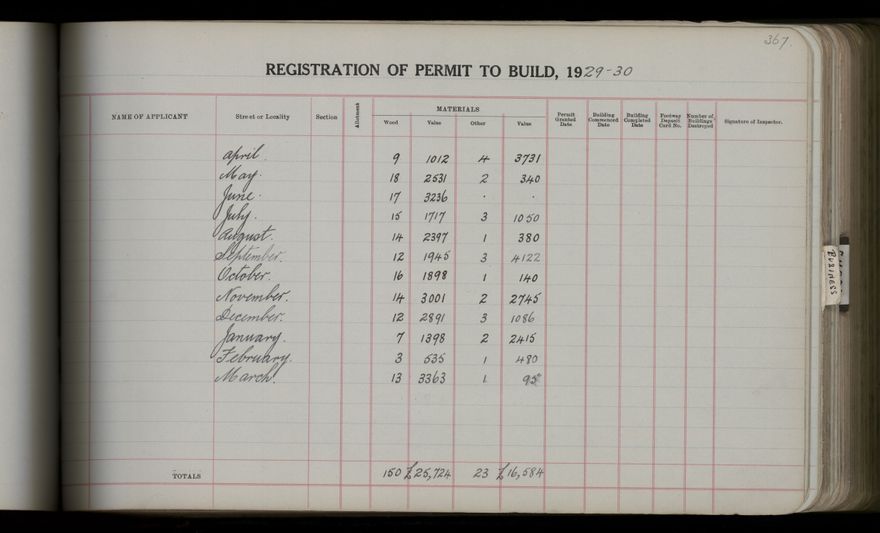 367.
REGISTRATION OF PERMIT TO BUILD, 1929-30
NAME OF APPLICANT Street or Locality Section Allotment MATERIALS Wood Value Other Value Permit Granted Date Building Commenced Date Building Completed Date Footway Deposit Card No. Number of Buildings Destroyed Signature of Inspector.
April. 9 1012 4 3731
May. 18 2531 2 340
June. 17 3236 . .
July. 15 1717 3 1050
August. 14 2397 1 380
September. 12 1945 3 4122
October. 16 1898 1 140
November. 14 3001 2 2745
December. 12 2891 3 1086
January. 7 1398 2 2415
February. 3 535 1 480
March. 13 3363 1 95
TOTALS 150 £25,724 23 £16,584
BUSINESS